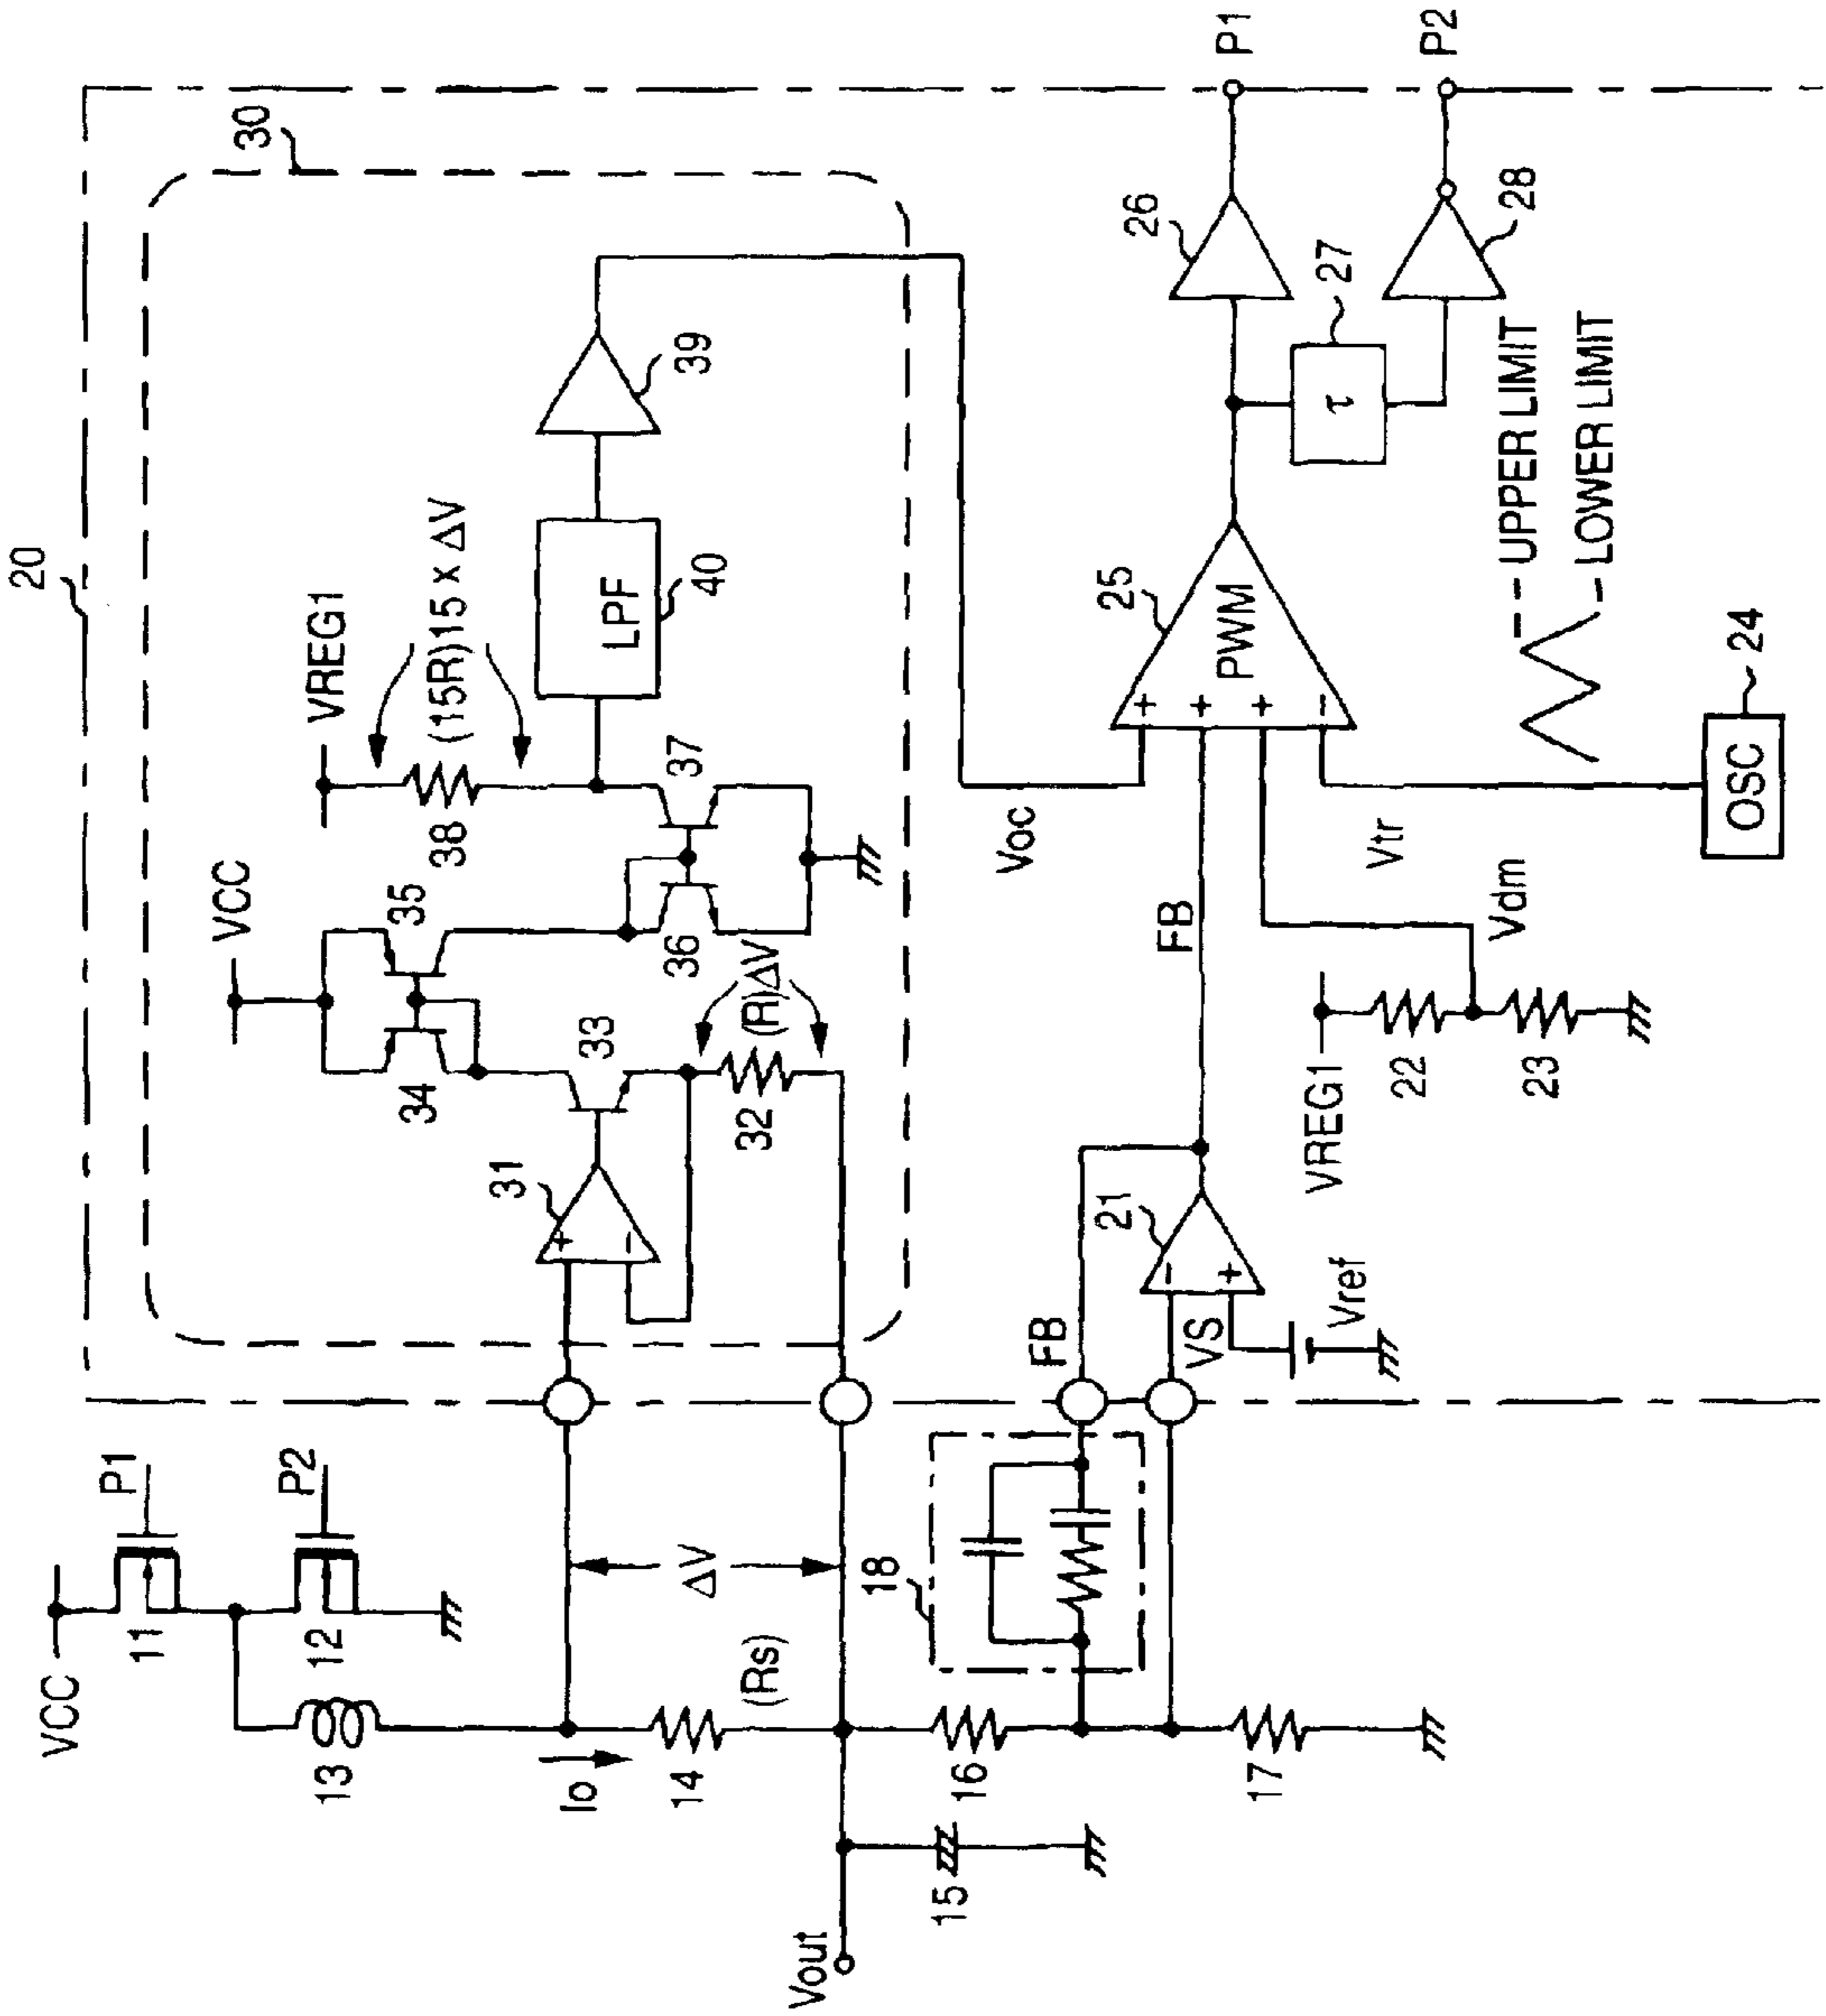 20
30
VCC
P1
11
P2
12
13
Io
14
(Rs)
ΔV
Vout
15
16
17
18
FB
VS
Vref
21
31
32
33
(R)ΔV
34
35
VCC
36
37
38
VREG1
(15R)15 x ΔV
LPF
40
39
Voc
FB
Vdm
Vtr
VREG1
22
23
25
PWM
+
+
+
−
+
−
−
+
OSC
24
UPPER LIMIT
LOWER LIMIT
τ
27
26
28
P1
P2